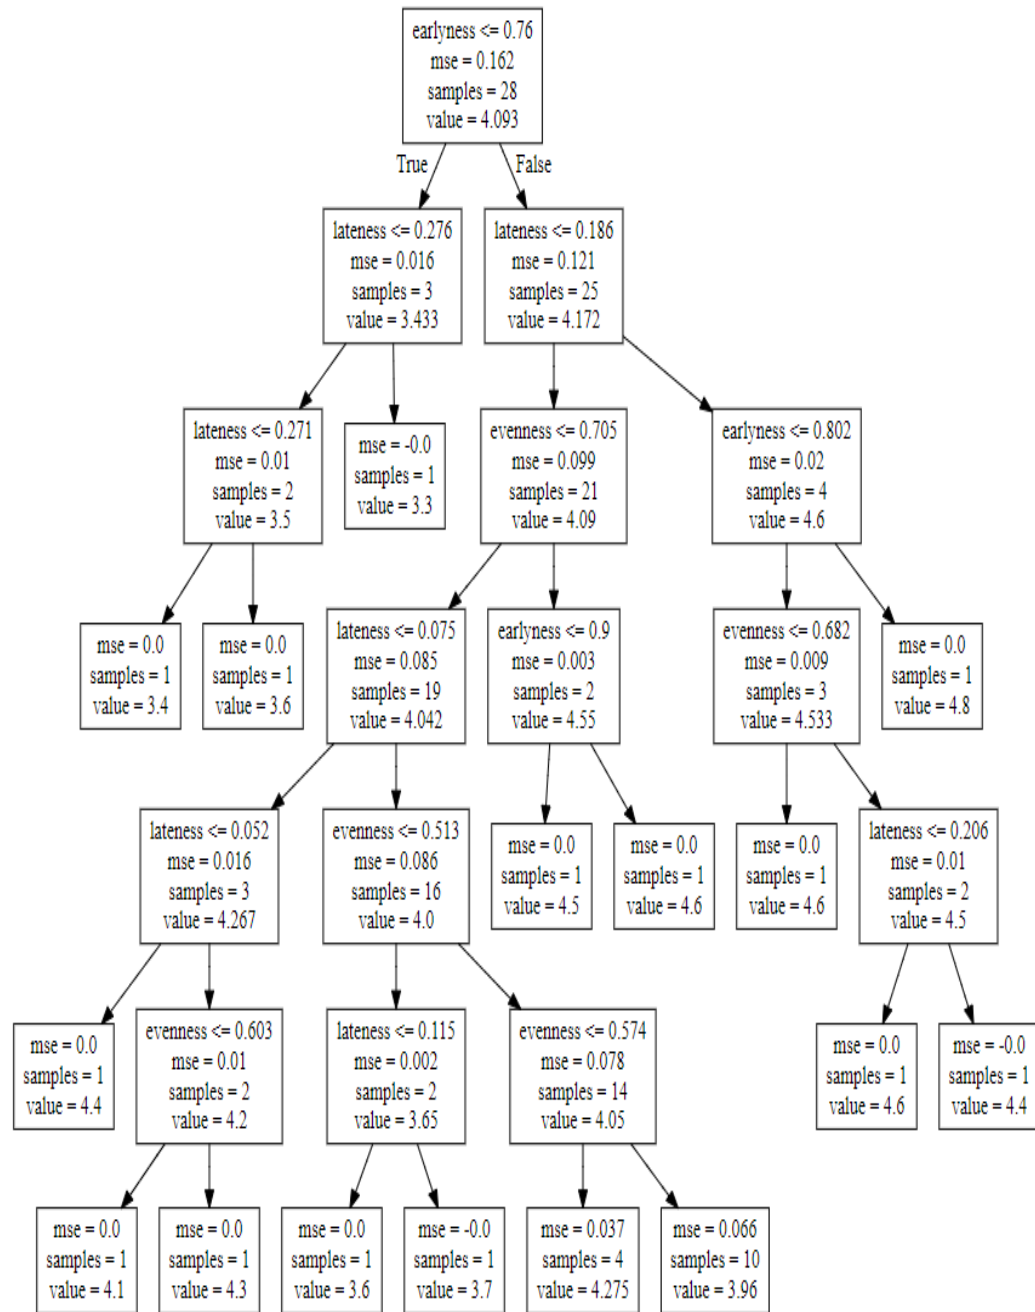 earlyness <= 0.76
mse = 0.162
samples = 28
value = 4.093
True
False
lateness <= 0.276
mse = 0.016
samples = 3
value = 3.433
lateness <= 0.186
mse = 0.121
samples = 25
value = 4.172
lateness <= 0.271
mse = 0.01
samples = 2
value = 3.5
mse = -0.0
samples = 1
value = 3.3
evenness <= 0.705
mse = 0.099
samples = 21
value = 4.09
earlyness <= 0.802
mse = 0.02
samples = 4
value = 4.6
mse = 0.0
samples = 1
value = 3.4
mse = 0.0
samples = 1
value = 3.6
lateness <= 0.075
mse = 0.085
samples = 19
value = 4.042
earlyness <= 0.9
mse = 0.003
samples = 2
value = 4.55
evenness <= 0.682
mse = 0.009
samples = 3
value = 4.533
mse = 0.0
samples = 1
value = 4.8
lateness <= 0.052
mse = 0.016
samples = 3
value = 4.267
evenness <= 0.513
mse = 0.086
samples = 16
value = 4.0
mse = 0.0
samples = 1
value = 4.5
mse = 0.0
samples = 1
value = 4.6
mse = 0.0
samples = 1
value = 4.6
lateness <= 0.206
mse = 0.01
samples = 2
value = 4.5
mse = 0.0
samples = 1
value = 4.4
evenness <= 0.603
mse = 0.01
samples = 2
value = 4.2
lateness <= 0.115
mse = 0.002
samples = 2
value = 3.65
evenness <= 0.574
mse = 0.078
samples = 14
value = 4.05
mse = 0.0
samples = 1
value = 4.6
mse = -0.0
samples = 1
value = 4.4
mse = 0.0
samples = 1
value = 4.1
mse = 0.0
samples = 1
value = 4.3
mse = 0.0
samples = 1
value = 3.6
mse = -0.0
samples = 1
value = 3.7
mse = 0.037
samples = 4
value = 4.275
mse = 0.066
samples = 10
value = 3.96